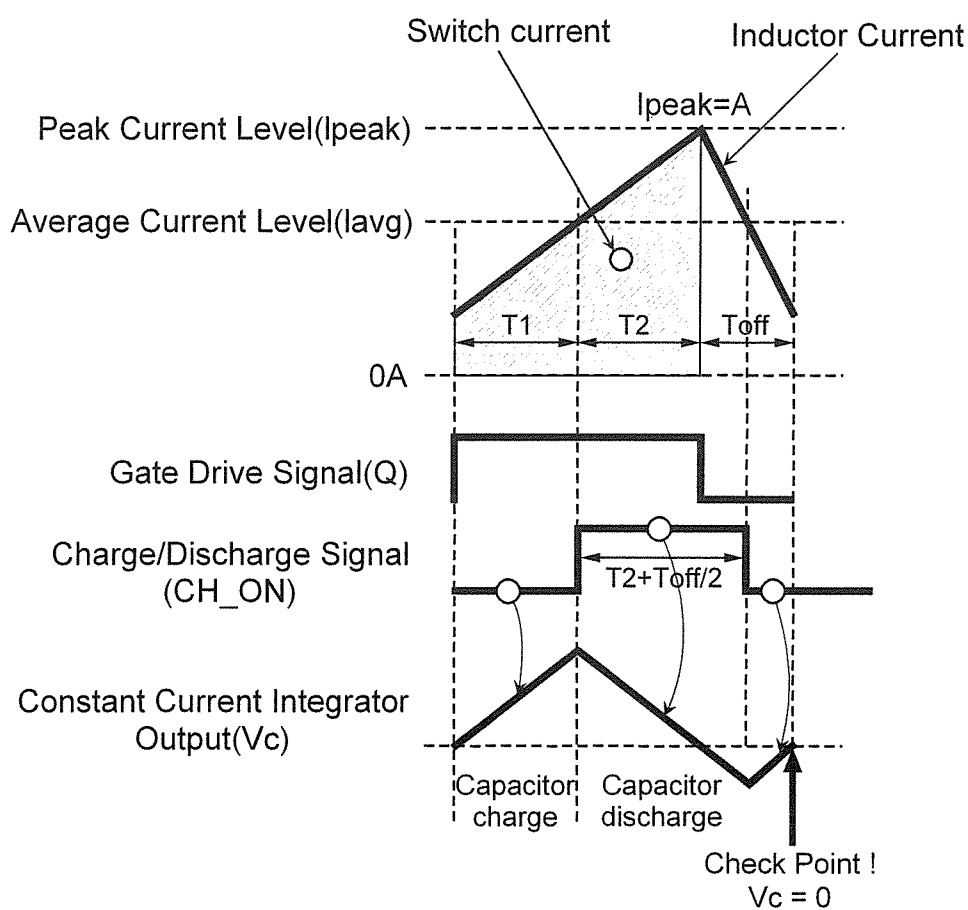 Switch current
Inductor Current
Ipeak=A
Peak Current Level(Ipeak)
Average Current Level(Iavg)
T1
T2
Toff
0A
Gate Drive Signal(Q)
Charge/Discharge Signal
(CH_ON)
T2+Toff/2
Constant Current Integrator
Output(Vc)
Capacitor
charge
Capacitor
discharge
Check Point !
Vc = 0